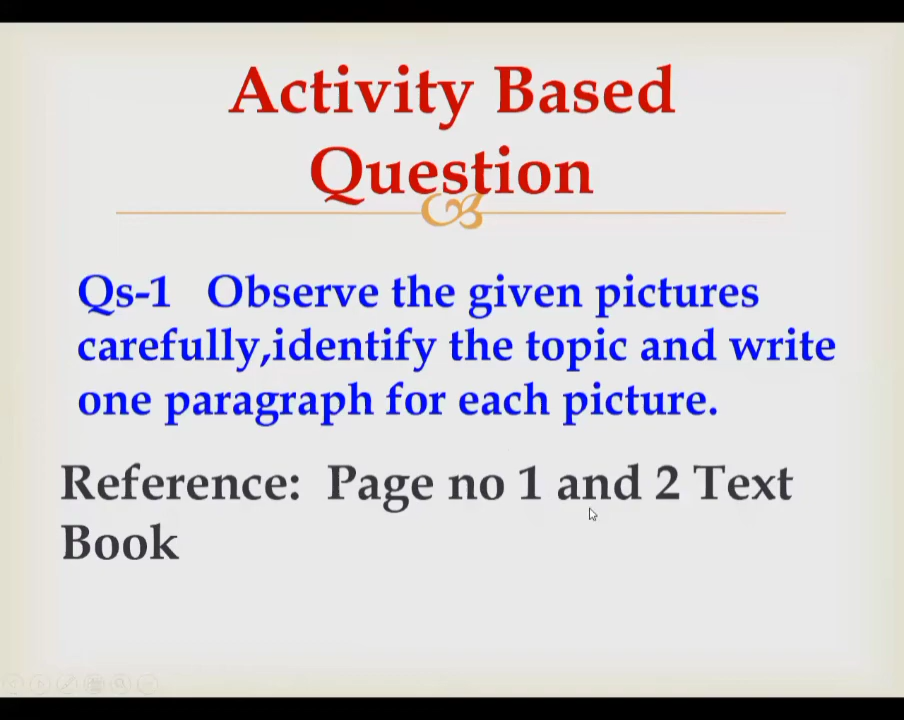 Activity Based
Question
Qs-1 Observe the given pictures
carefully,identify the topic and write
one paragraph for each picture.
Reference: Page no 1 and 2 Text
Book